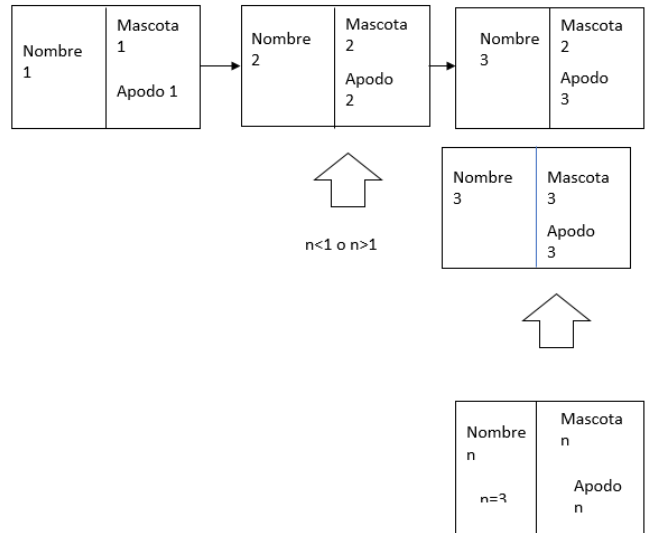 Nombre
1
Mascota
1
Apodo 1
Nombre
2
Mascota
2
Apodo
2
Nombre
3
Mascota
2
Apodo
3
n<1 o n>1
Nombre
3
Mascota
3
Apodo
3
Nombre
n
n=3
Mascota
n
Apodo
n